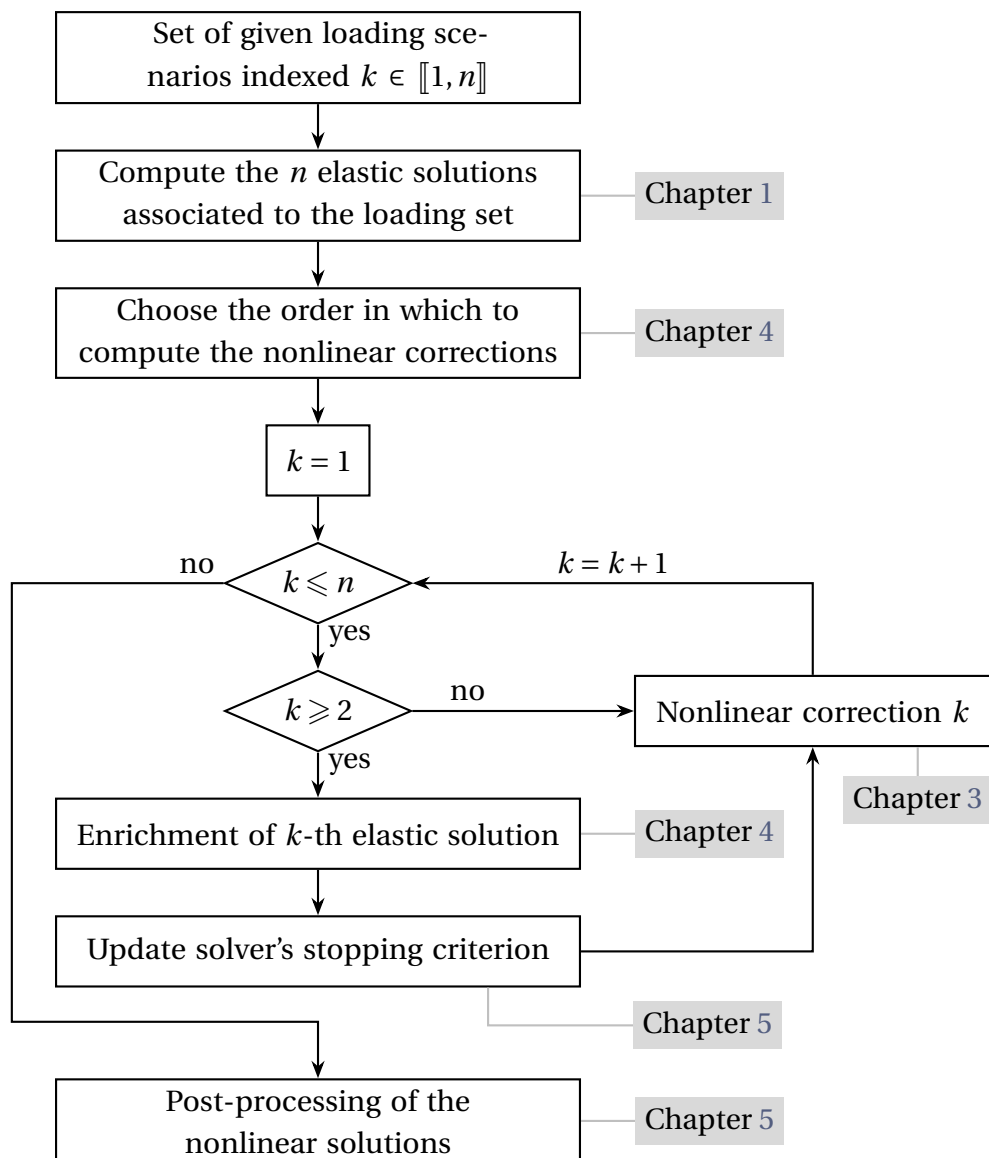 Set of given loading sce-
narios indexed k ∈ ⟦1, n⟧
Compute the n elastic solutions
associated to the loading set
Chapter 1
Choose the order in which to
compute the nonlinear corrections
Chapter 4
k = 1
no
k ⩽ n
k = k + 1
yes
k ⩾ 2
no
Nonlinear correction k
yes
Chapter 3
Enrichment of k-th elastic solution
Chapter 4
Update solver's stopping criterion
Chapter 5
Post-processing of the
nonlinear solutions
Chapter 5